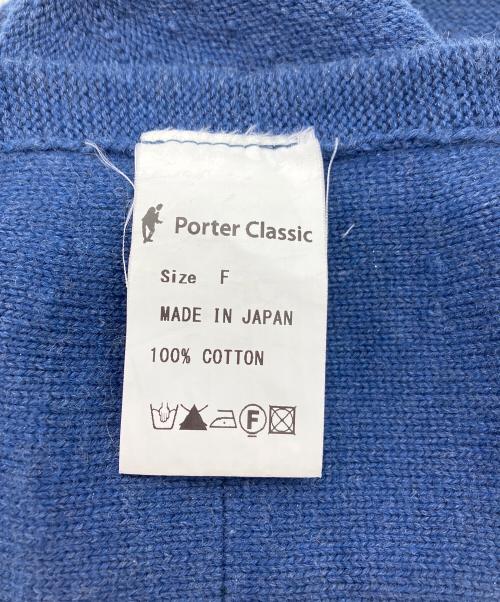 Porter Classic
Size F
MADE IN JAPAN
100% COTTON
F